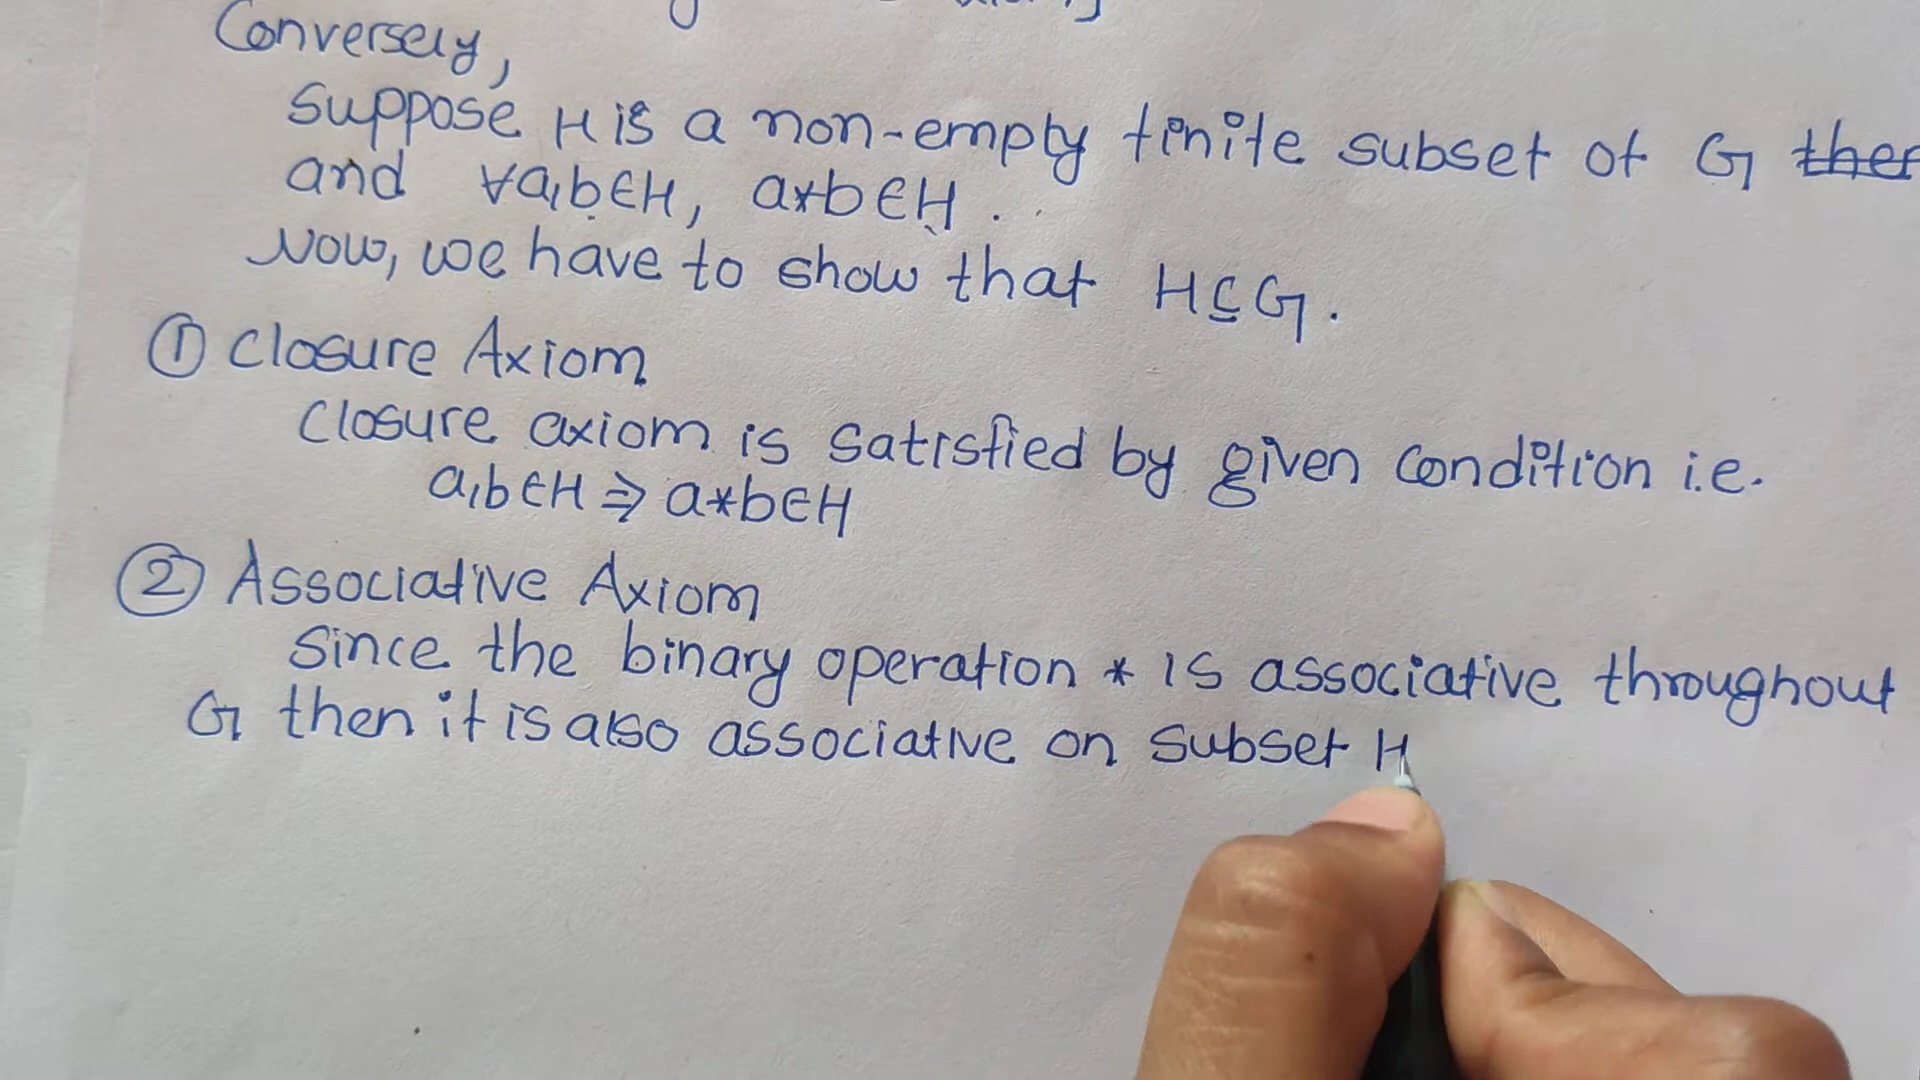 Conversely,
Suppose H is a non-empty finite subset of G ther
and ∀a,b∈H, a*b∈H.
Now, we have to show that H⊆G.
① Closure Axiom
Closure axiom is satisfied by given condition i.e.
a,b∈H ⇒ a*b∈H
② Associative Axiom
Since the binary operation * is associative throughout
G then it is also associative on subset H